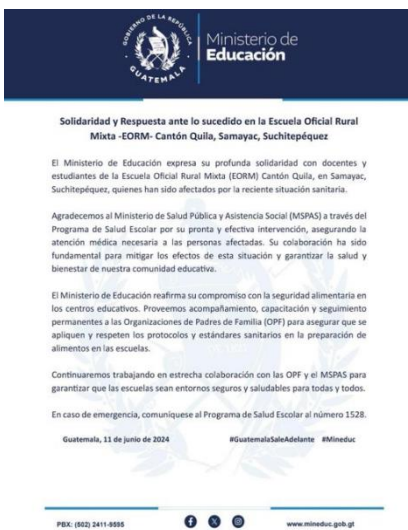 GOBIERNO DE LA REPÚBLICA
GUATEMALA
Ministerio de
Educación
Solidaridad y Respuesta ante lo sucedido en la Escuela Oficial Rural
Mixta -EORM- Cantón Quila, Samayac, Suchitepéquez
El Ministerio de Educación expresa su profunda solidaridad con docentes y
estudiantes de la Escuela Oficial Rural Mixta (EORM) Cantón Quila, en Samayac,
Suchitepéquez, quienes han sido afectados por la reciente situación sanitaria.
Agradecemos al Ministerio de Salud Pública y Asistencia Social (MSPAS) a través del
Programa de Salud Escolar por su pronta y efectiva intervención, asegurando la
atención médica necesaria a las personas afectadas. Su colaboración ha sido
fundamental para mitigar los efectos de esta situación y garantizar la salud y
bienestar de nuestra comunidad educativa.
El Ministerio de Educación reafirma su compromiso con la seguridad alimentaria en
los centros educativos. Proveemos acompañamiento, capacitación y seguimiento
permanentes a las Organizaciones de Padres de Familia (OPF) para asegurar que se
apliquen y respeten los protocolos y estándares sanitarios en la preparación de
alimentos en las escuelas.
Continuaremos trabajando en estrecha colaboración con las OPF y el MSPAS para
garantizar que las escuelas sean entornos seguros y saludables para todas y todos.
En caso de emergencia, comuníquese al Programa de Salud Escolar al número 1528.
Guatemala, 11 de junio de 2024 #GuatemalaSaleAdelante #Mineduc
PBX: (502) 2411-9595 www.mineduc.gob.gt